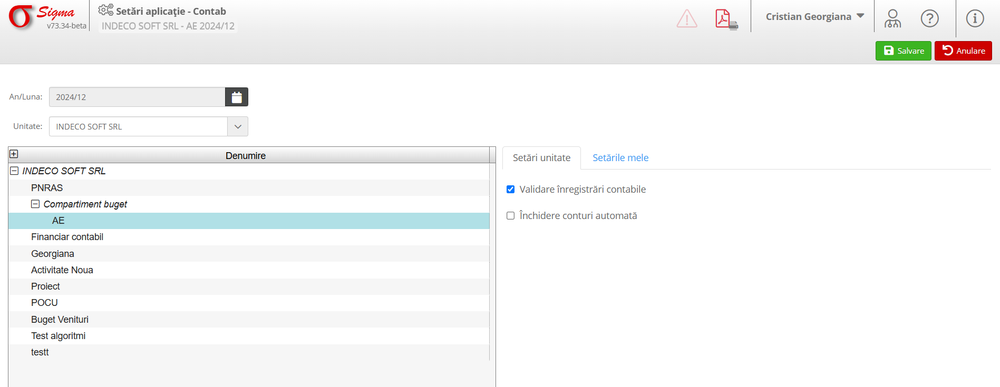 σ Sigma
v73.34-beta
Setări aplicație - Contab
INDECO SOFT SRL - AE 2024/12
Cristian Georgiana
Salvare
Anulare
An/Luna:
2024/12
Unitate:
INDECO SOFT SRL
Denumire
INDECO SOFT SRL
PNRAS
Compartiment buget
AE
Financiar contabil
Georgiana
Activitate Noua
Proiect
POCU
Buget Venituri
Test algoritmi
testt
Setări unitate
Setările mele
Validare înregistrări contabile
Închidere conturi automată